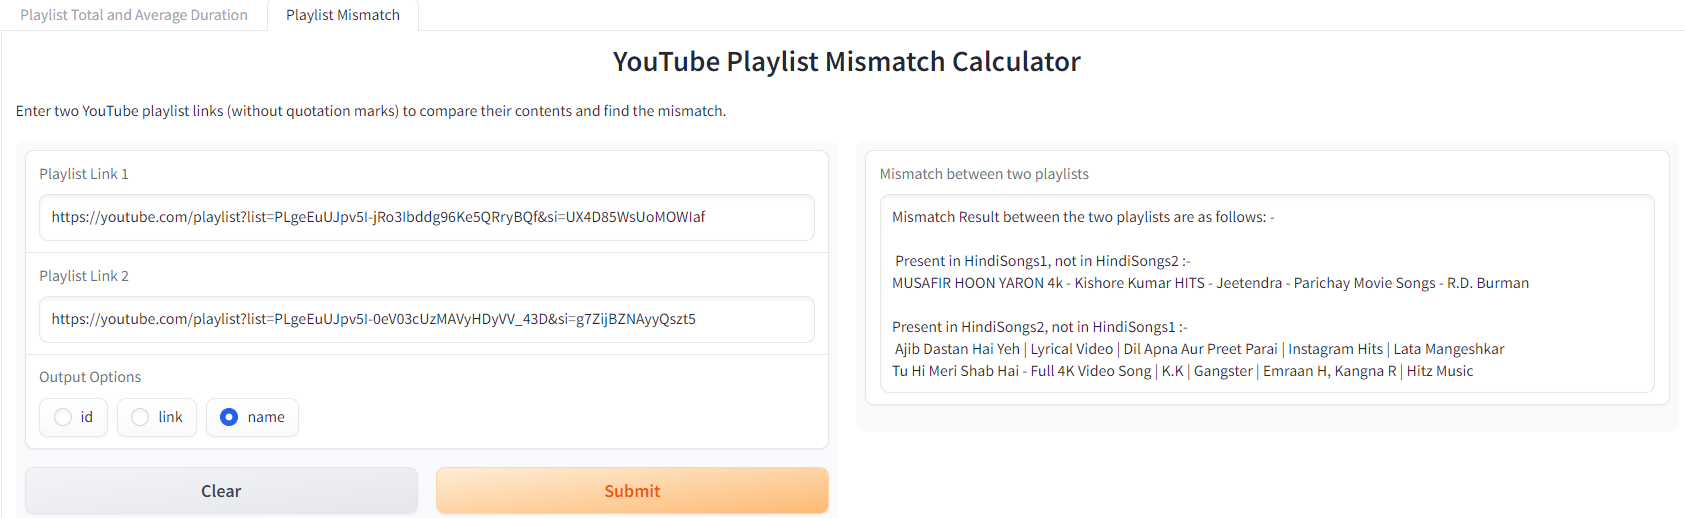 Playlist Total and Average Duration
Playlist Mismatch
YouTube Playlist Mismatch Calculator
Enter two YouTube playlist links (without quotation marks) to compare their contents and find the mismatch.
Playlist Link 1
https://youtube.com/playlist?list=PLgeEuUJpv5I-jRo3Ibddg96Ke5QRryBQf&si=UX4D85WsUoMOWIaf
Playlist Link 2
https://youtube.com/playlist?list=PLgeEuUJpv5I-0eV03cUzMAVyHDyVV_43D&si=g7ZijBZNAyyQszt5
Output Options
id
link
name
Clear
Submit
Mismatch between two playlists
Mismatch Result between the two playlists are as follows: -
Present in HindiSongs1, not in HindiSongs2 :-
MUSAFIR HOON YARON 4k - Kishore Kumar HITS - Jeetendra - Parichay Movie Songs - R.D. Burman
Present in HindiSongs2, not in HindiSongs1 :-
Ajib Dastan Hai Yeh | Lyrical Video | Dil Apna Aur Preet Parai | Instagram Hits | Lata Mangeshkar
Tu Hi Meri Shab Hai - Full 4K Video Song | K.K | Gangster | Emraan H, Kangna R | Hitz Music